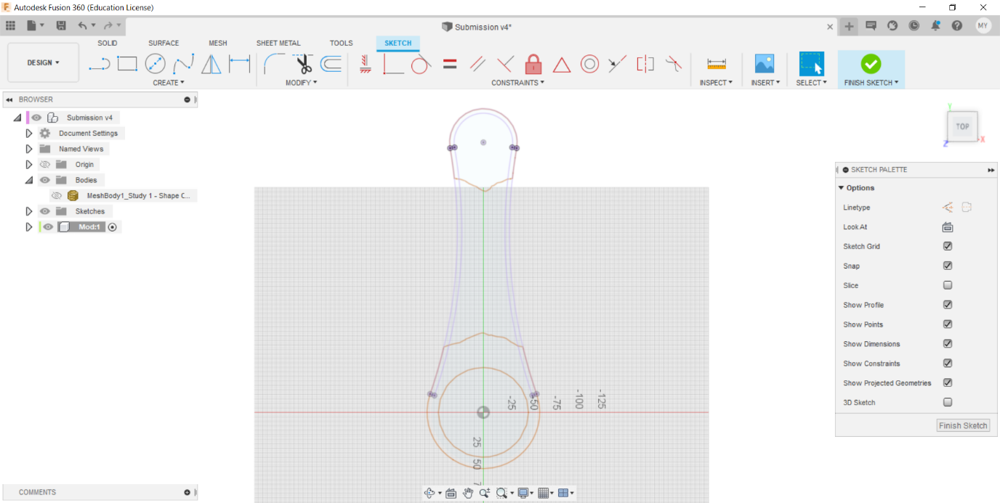 Autodesk Fusion 360 (Education License)
Submission v4*
MY
SOLID SURFACE MESH SHEET METAL TOOLS SKETCH
DESIGN ▾
CREATE ▾ MODIFY ▾ CONSTRAINTS ▾ INSPECT ▾ INSERT ▾ SELECT ▾ FINISH SKETCH ▾
BROWSER
Submission v4
Document Settings
Named Views
Origin
Bodies
MeshBody1_Study 1 - Shape O...
Sketches
Mod:1
Y
TOP
X
Z
SKETCH PALETTE
Options
Linetype
Look At
Sketch Grid
Snap
Slice
Show Profile
Show Points
Show Dimensions
Show Constraints
Show Projected Geometries
3D Sketch
Finish Sketch
-25 -50 -75 -100 -125
25
50
COMMENTS